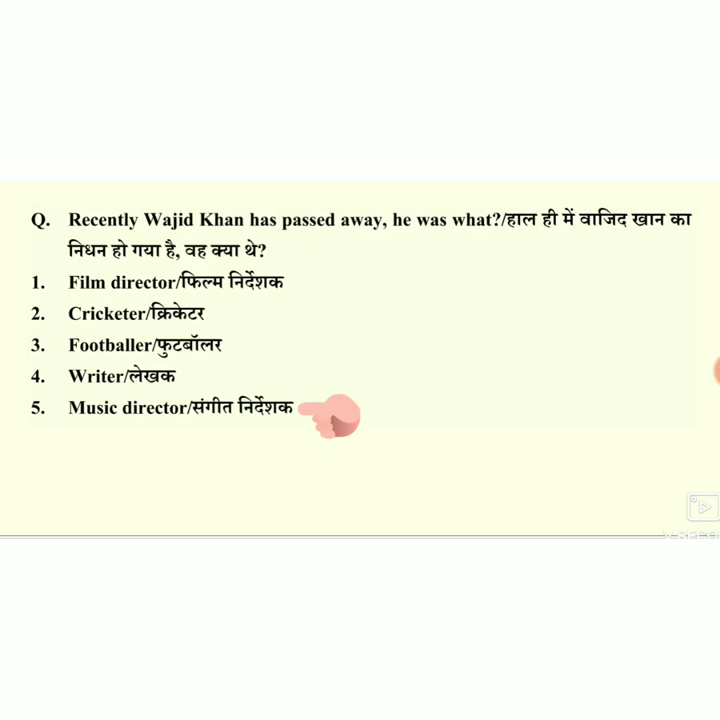 Q. Recently Wajid Khan has passed away, he was what?/हाल ही में वाजिद खान का
निधन हो गया है, वह क्या थे?
1. Film director/फिल्म निर्देशक
2. Cricketer/क्रिकेटर
3. Footballer/फुटबॉलर
4. Writer/लेखक
5. Music director/संगीत निर्देशक